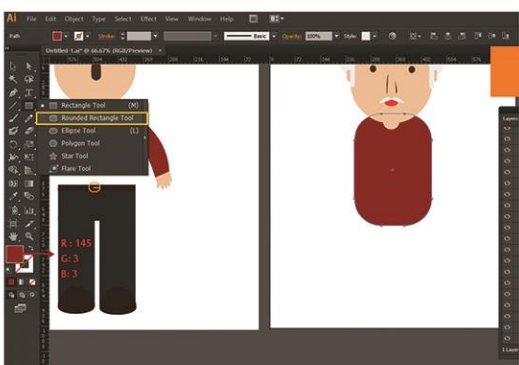 Ai File Edit Object Type Select Effect View Window Help
Path Stroke: Basic Opacity: 100% Style:
Untitled-1.ai* @ 66.67% (RGB/Preview) ×
Rectangle Tool (M)
Rounded Rectangle Tool
Ellipse Tool (L)
Polygon Tool
Star Tool
Flare Tool
Layers
R : 145
G: 3
B: 3
1 Layer